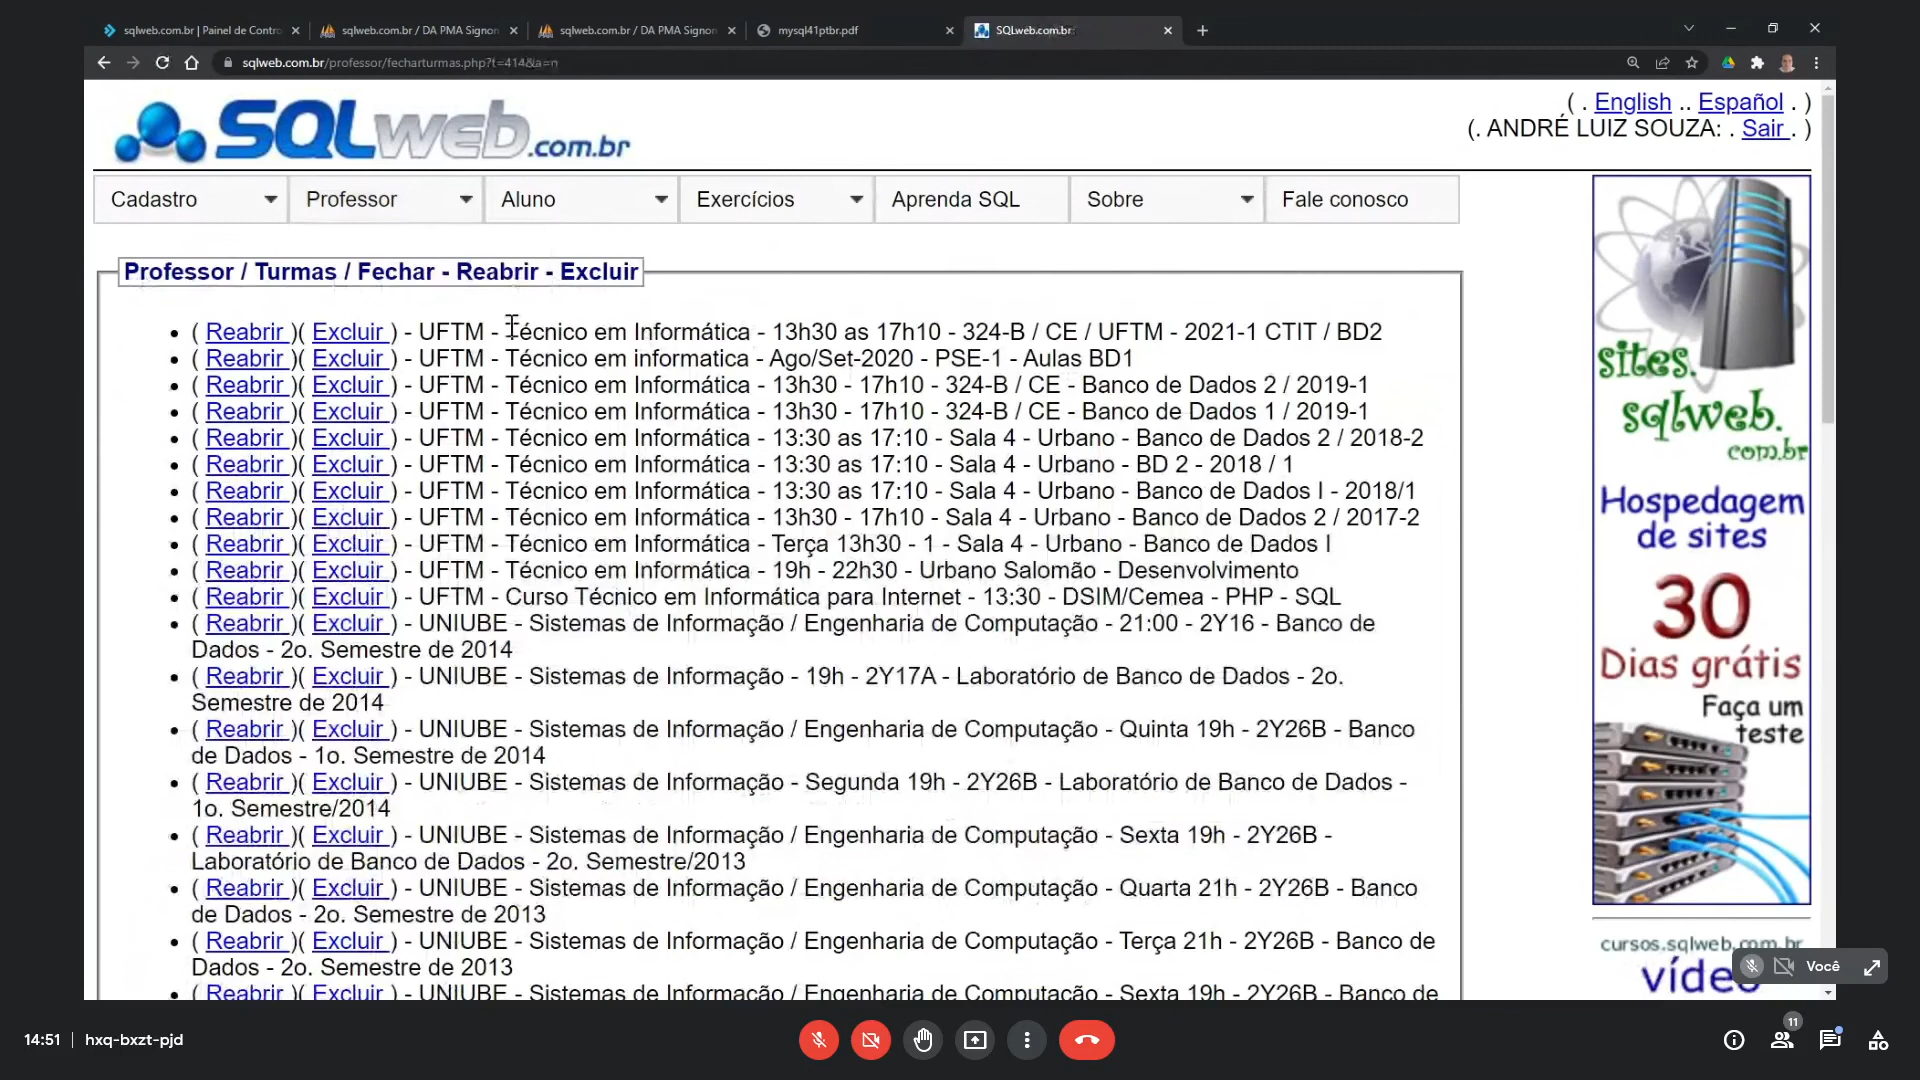 sqlweb.com.br | Painel de Contro
sqlweb.com.br / DA PMA Signon
sqlweb.com.br / DA PMA Signon
mysql41ptbr.pdf
SQLweb.com.br
sqlweb.com.br/professor/fecharturmas.php?t=414&a=n
SQLweb.com.br
( . English .. Español . )
(. ANDRÉ LUIZ SOUZA: . Sair . )
Cadastro
Professor
Aluno
Exercícios
Aprenda SQL
Sobre
Fale conosco
Professor / Turmas / Fechar - Reabrir - Excluir
( Reabrir )( Excluir ) - UFTM - Técnico em Informática - 13h30 as 17h10 - 324-B / CE / UFTM - 2021-1 CTIT / BD2
( Reabrir )( Excluir ) - UFTM - Técnico em informatica - Ago/Set-2020 - PSE-1 - Aulas BD1
( Reabrir )( Excluir ) - UFTM - Técnico em Informática - 13h30 - 17h10 - 324-B / CE - Banco de Dados 2 / 2019-1
( Reabrir )( Excluir ) - UFTM - Técnico em Informática - 13h30 - 17h10 - 324-B / CE - Banco de Dados 1 / 2019-1
( Reabrir )( Excluir ) - UFTM - Técnico em Informática - 13:30 as 17:10 - Sala 4 - Urbano - Banco de Dados 2 / 2018-2
( Reabrir )( Excluir ) - UFTM - Técnico em Informática - 13:30 as 17:10 - Sala 4 - Urbano - BD 2 - 2018 / 1
( Reabrir )( Excluir ) - UFTM - Técnico em Informática - 13:30 as 17:10 - Sala 4 - Urbano - Banco de Dados I - 2018/1
( Reabrir )( Excluir ) - UFTM - Técnico em Informática - 13h30 - 17h10 - Sala 4 - Urbano - Banco de Dados 2 / 2017-2
( Reabrir )( Excluir ) - UFTM - Técnico em Informática - Terça 13h30 - 1 - Sala 4 - Urbano - Banco de Dados I
( Reabrir )( Excluir ) - UFTM - Técnico em Informática - 19h - 22h30 - Urbano Salomão - Desenvolvimento
( Reabrir )( Excluir ) - UFTM - Curso Técnico em Informática para Internet - 13:30 - DSIM/Cemea - PHP - SQL
( Reabrir )( Excluir ) - UNIUBE - Sistemas de Informação / Engenharia de Computação - 21:00 - 2Y16 - Banco de
Dados - 2o. Semestre de 2014
( Reabrir )( Excluir ) - UNIUBE - Sistemas de Informação - 19h - 2Y17A - Laboratório de Banco de Dados - 2o.
Semestre de 2014
( Reabrir )( Excluir ) - UNIUBE - Sistemas de Informação / Engenharia de Computação - Quinta 19h - 2Y26B - Banco
de Dados - 1o. Semestre de 2014
( Reabrir )( Excluir ) - UNIUBE - Sistemas de Informação - Segunda 19h - 2Y26B - Laboratório de Banco de Dados -
1o. Semestre/2014
( Reabrir )( Excluir ) - UNIUBE - Sistemas de Informação / Engenharia de Computação - Sexta 19h - 2Y26B -
Laboratório de Banco de Dados - 2o. Semestre/2013
( Reabrir )( Excluir ) - UNIUBE - Sistemas de Informação / Engenharia de Computação - Quarta 21h - 2Y26B - Banco
de Dados - 2o. Semestre de 2013
( Reabrir )( Excluir ) - UNIUBE - Sistemas de Informação / Engenharia de Computação - Terça 21h - 2Y26B - Banco de
Dados - 2o. Semestre de 2013
( Reabrir )( Excluir ) - UNIUBE - Sistemas de Informação / Engenharia de Computação - Sexta 19h - 2Y26B - Banco de
sites.
sqlweb.
com.br
Hospedagem
de sites
30
Dias grátis
Faça um
teste
cursos.sqlweb.com.br
vídeo
Você
14:51 | hxq-bxzt-pjd
11